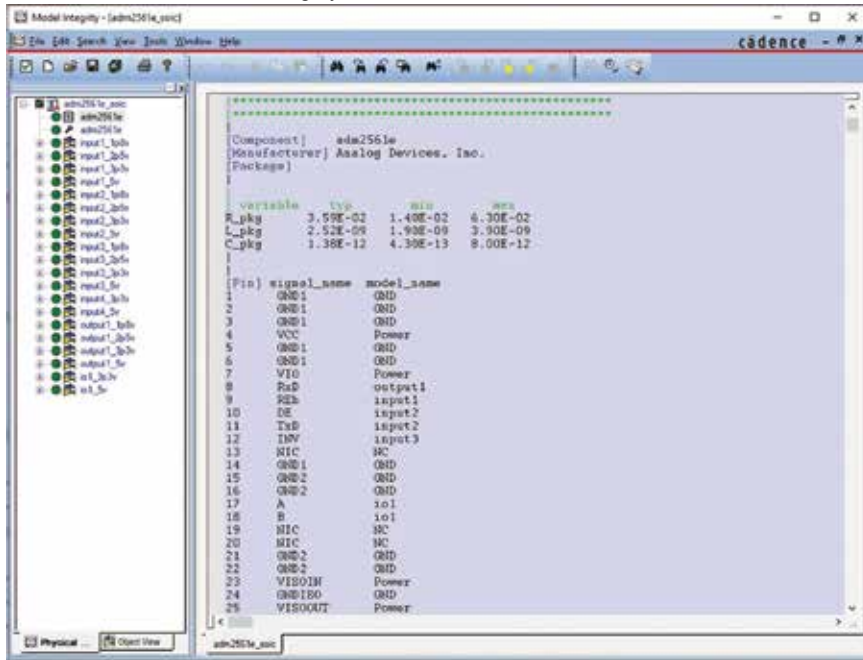 Model Integrity - [adm2561e_soic]
File Edit Search View Tools Window Help
cādence
adm2561e_soic
adm2561e
adm2561e
input1_1p8v
input1_2p5v
input1_3p3v
input1_5v
input2_1p8v
input2_2p5v
input2_3p3v
input2_5v
input3_1p8v
input3_2p5v
input3_3p3v
input3_5v
input4_3p3v
input4_5v
output1_1p8v
output1_2p5v
output1_3p3v
output1_5v
io1_3p3v
io1_5v
Physical ...
Object View
|****************************************************
|****************************************************
|
[Component] adm2561e
[Manufacturer] Analog Devices, Inc.
[Package]
|
| variable typ min max
R_pkg 3.59E-02 1.40E-02 6.30E-02
L_pkg 2.52E-09 1.90E-09 3.90E-09
C_pkg 1.38E-12 4.30E-13 8.00E-12
|
|
[Pin] signal_name model_name
1 GND1 GND
2 GND1 GND
3 GND1 GND
4 VCC Power
5 GND1 GND
6 GND1 GND
7 VIO Power
8 RxD output1
9 REb input1
10 DE input2
11 TxD input2
12 INV input3
13 NIC NC
14 GND1 GND
15 GND2 GND
16 GND2 GND
17 A io1
18 B io1
19 NIC NC
20 NIC NC
21 GND2 GND
22 GND2 GND
23 VISOIN Power
24 GNDISO GND
25 VISOOUT Power
adm2561e_soic